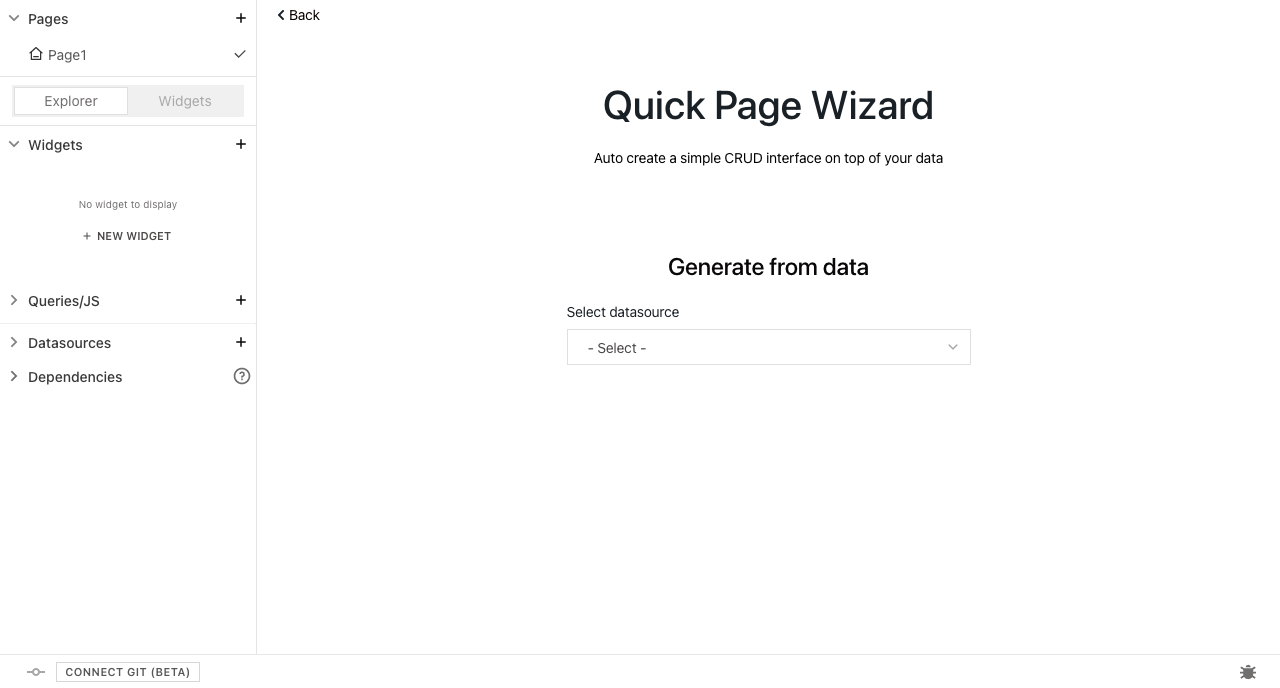 Pages
Page1
Explorer
Widgets
Widgets
No widget to display
NEW WIDGET
Queries/JS
Datasources
Dependencies
Back
Quick Page Wizard
Auto create a simple CRUD interface on top of your data
Generate from data
Select datasource
- Select -
CONNECT GIT (BETA)